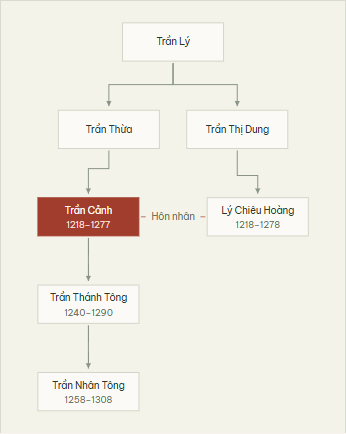 Trần Lý
Trần Thừa
Trần Thị Dung
Trần Cảnh
1218–1277
Hôn nhân
Lý Chiêu Hoàng
1218–1278
Trần Thánh Tông
1240–1290
Trần Nhân Tông
1258–1308